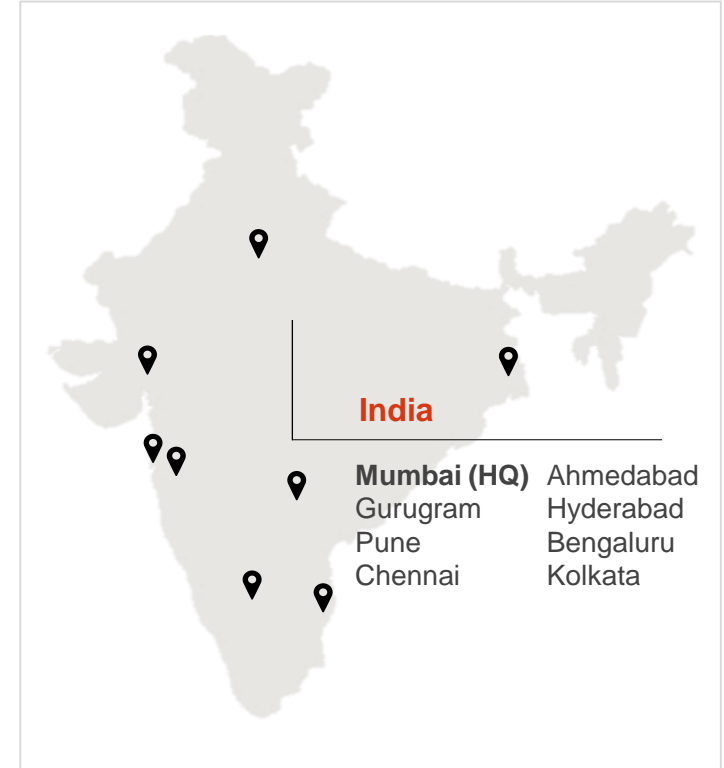 India
Mumbai (HQ) Ahmedabad
Gurugram Hyderabad
Pune Bengaluru
Chennai Kolkata